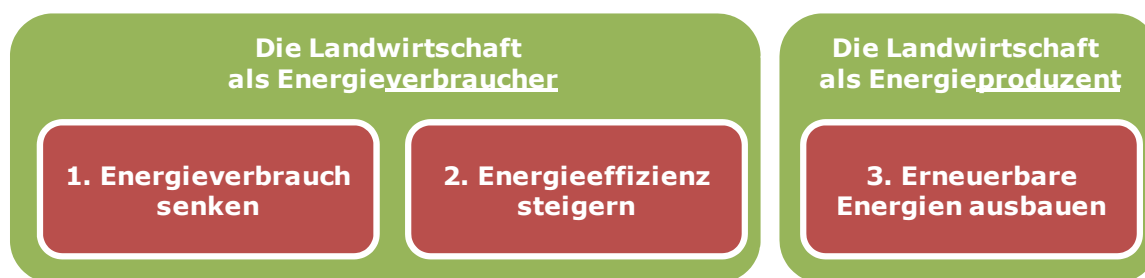 Die Landwirtschaft
als Energieverbraucher
1. Energieverbrauch
senken
2. Energieeffizienz
steigern
Die Landwirtschaft
als Energieproduzent
3. Erneuerbare
Energien ausbauen